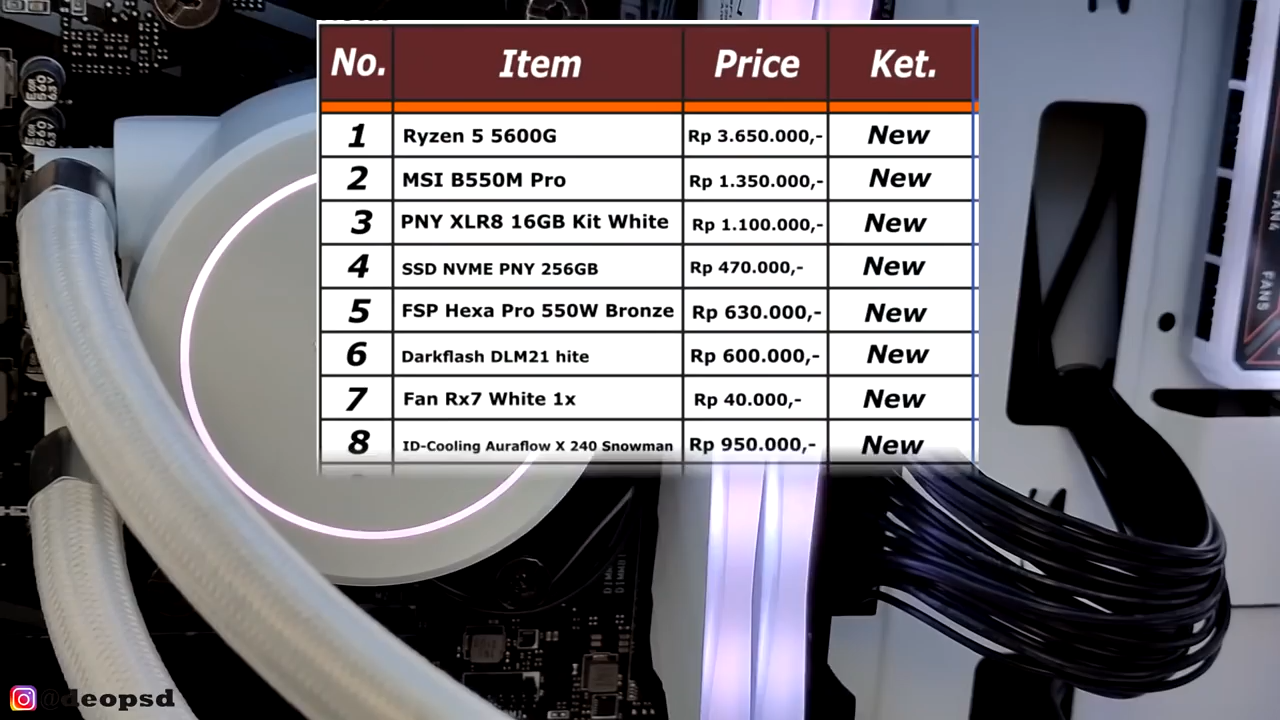 No. Item Price Ket.
1 Ryzen 5 5600G Rp 3.650.000,- New
2 MSI B550M Pro Rp 1.350.000,- New
3 PNY XLR8 16GB Kit White Rp 1.100.000,- New
4 SSD NVME PNY 256GB Rp 470.000,- New
5 FSP Hexa Pro 550W Bronze Rp 630.000,- New
6 Darkflash DLM21 hite Rp 600.000,- New
7 Fan Rx7 White 1x Rp 40.000,- New
8 ID-Cooling Auraflow X 240 Snowman Rp 950.000,- New
FAN4
FAN5
@deopsd